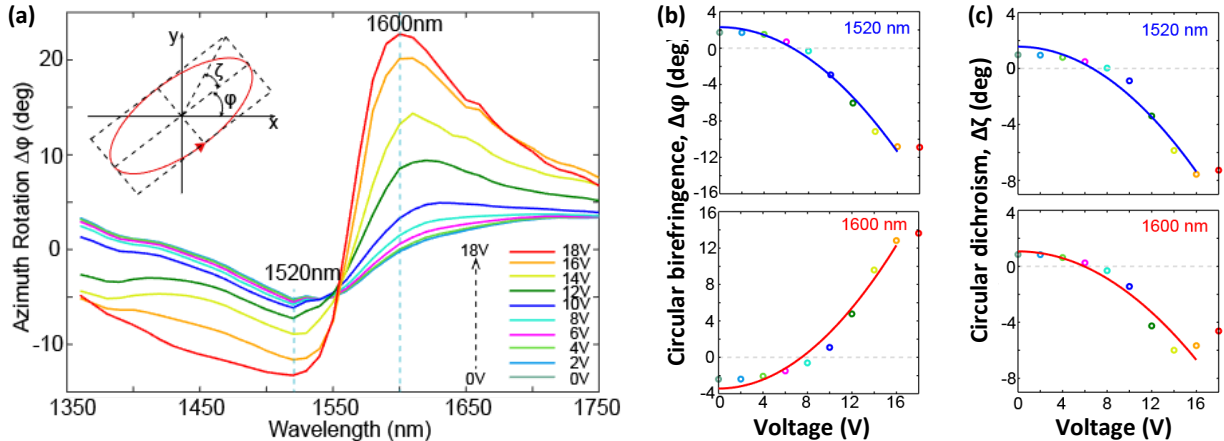 (a)
1600nm
y
ζ
φ
x
20
10
0
-10
Azimuth Rotation Δφ (deg)
1520nm
18V
0V
18V
16V
14V
12V
10V
8V
6V
4V
2V
0V
1350 1450 1550 1650 1750
Wavelength (nm)
(b)
4
0
-4
-8
-12
-16
1520 nm
16
12
8
4
0
-4
1600 nm
Circular birefringence, Δφ (deg)
0 4 8 12 16
Voltage (V)
(c)
4
0
-4
-8
1520 nm
4
0
-4
-8
1600 nm
Circular dichroism, Δζ (deg)
0 4 8 12 16
Voltage (V)